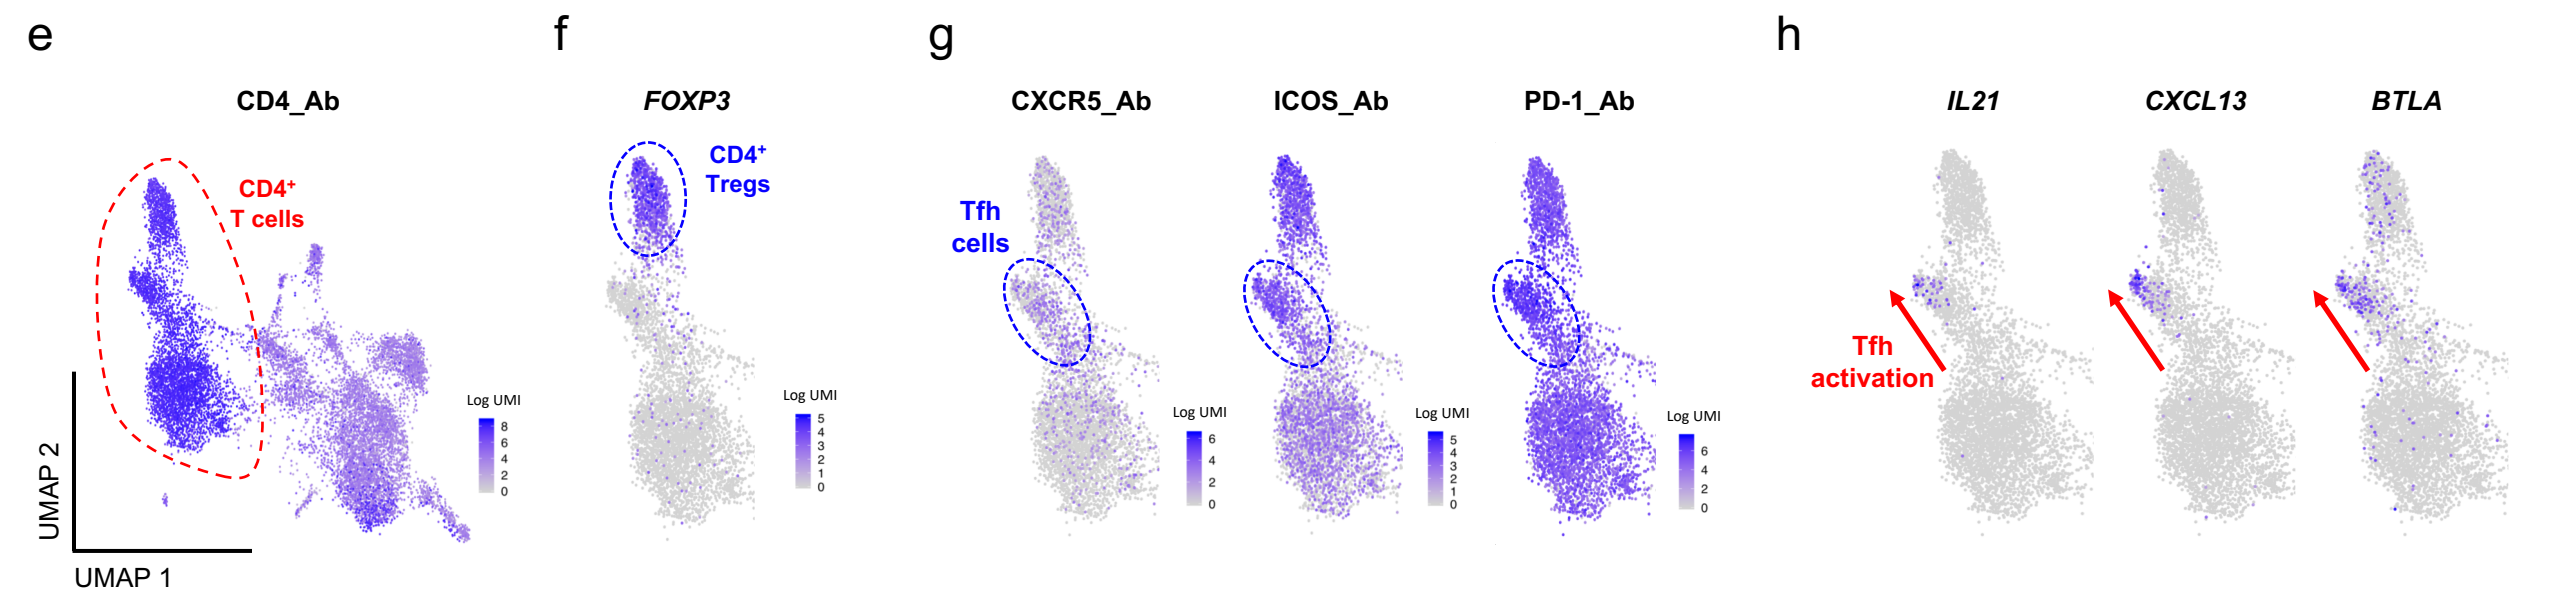 e
CD4_Ab
CD4⁺
T cells
Log UMI
8
6
4
2
0
UMAP 2
UMAP 1
f
FOXP3
CD4⁺
Tregs
Log UMI
5
4
3
2
1
0
g
CXCR5_Ab
Tfh
cells
Log UMI
6
4
2
0
ICOS_Ab
Log UMI
5
4
3
2
1
0
PD-1_Ab
Log UMI
6
4
2
0
h
IL21
CXCL13
BTLA
Tfh
activation